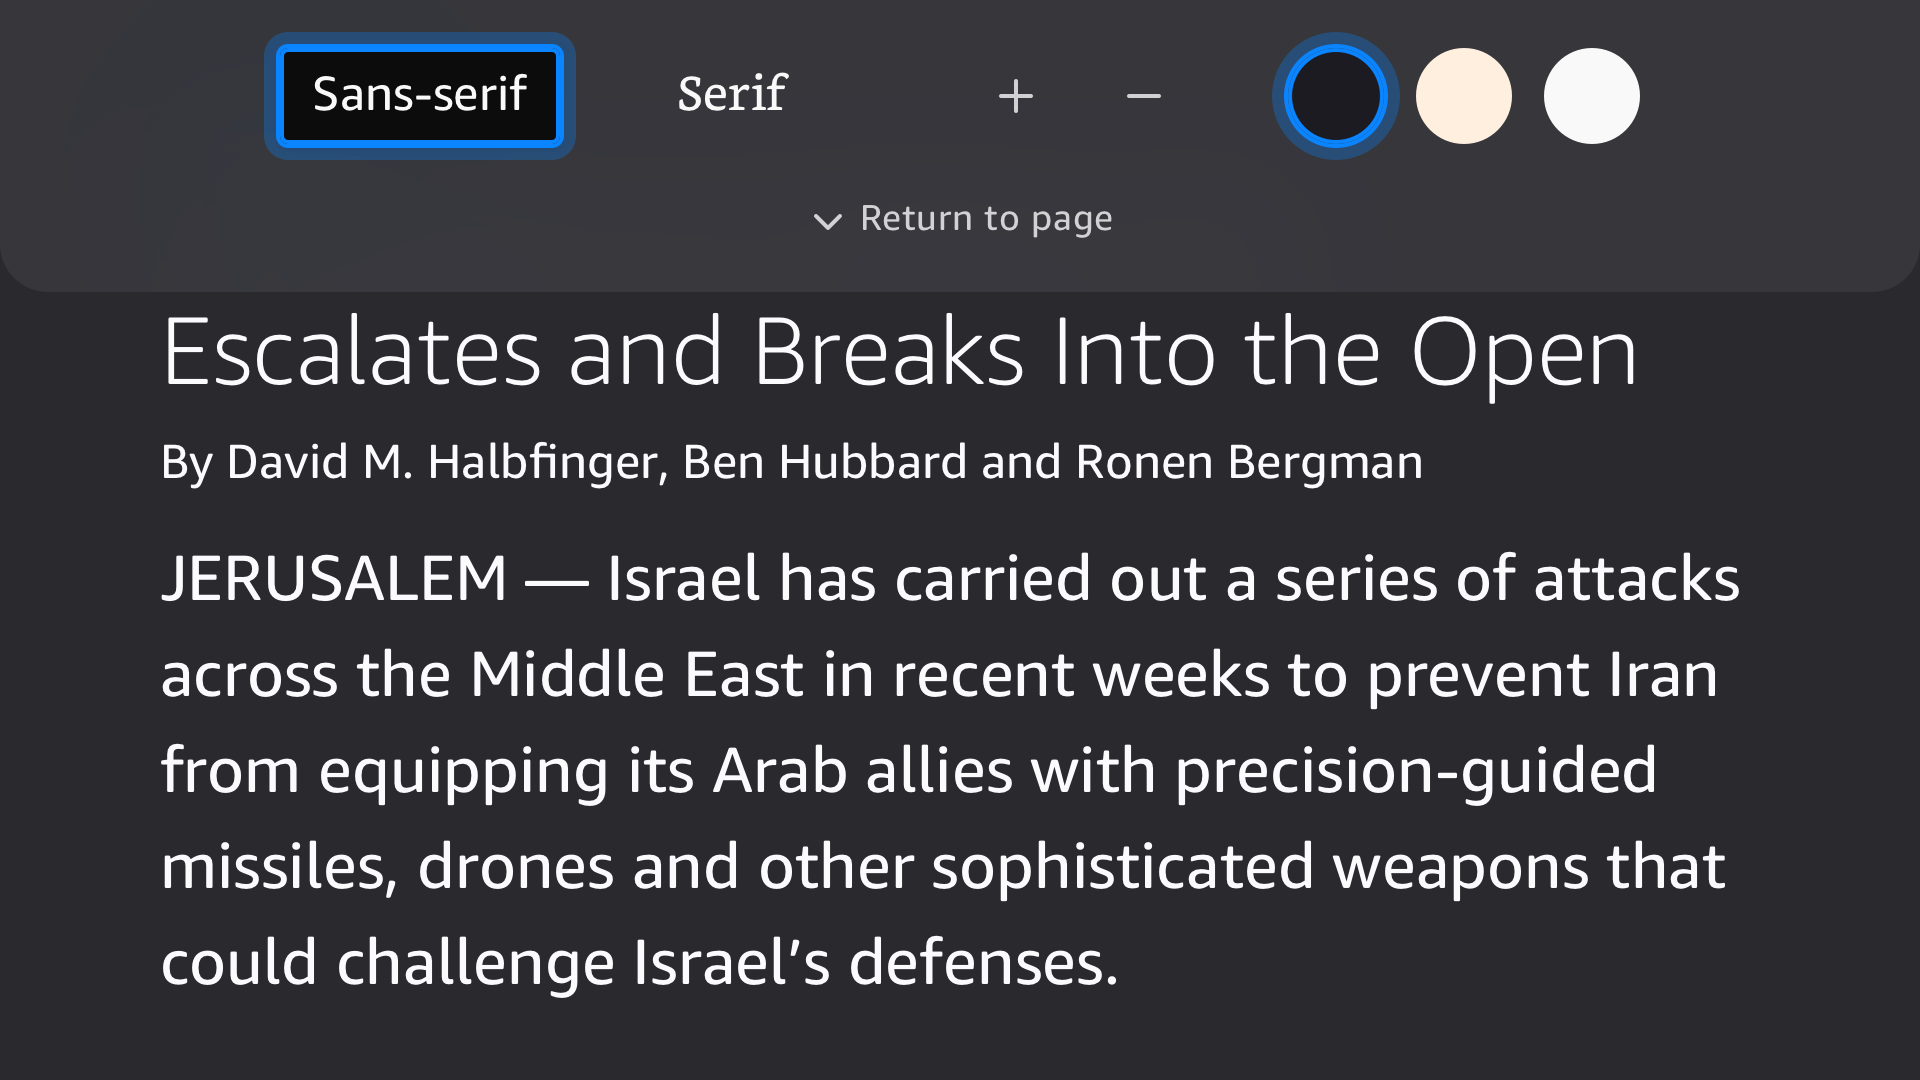 Sans-serif
Serif
Return to page
Escalates and Breaks Into the Open
By David M. Halbfinger, Ben Hubbard and Ronen Bergman
JERUSALEM — Israel has carried out a series of attacks
across the Middle East in recent weeks to prevent Iran
from equipping its Arab allies with precision-guided
missiles, drones and other sophisticated weapons that
could challenge Israel’s defenses.